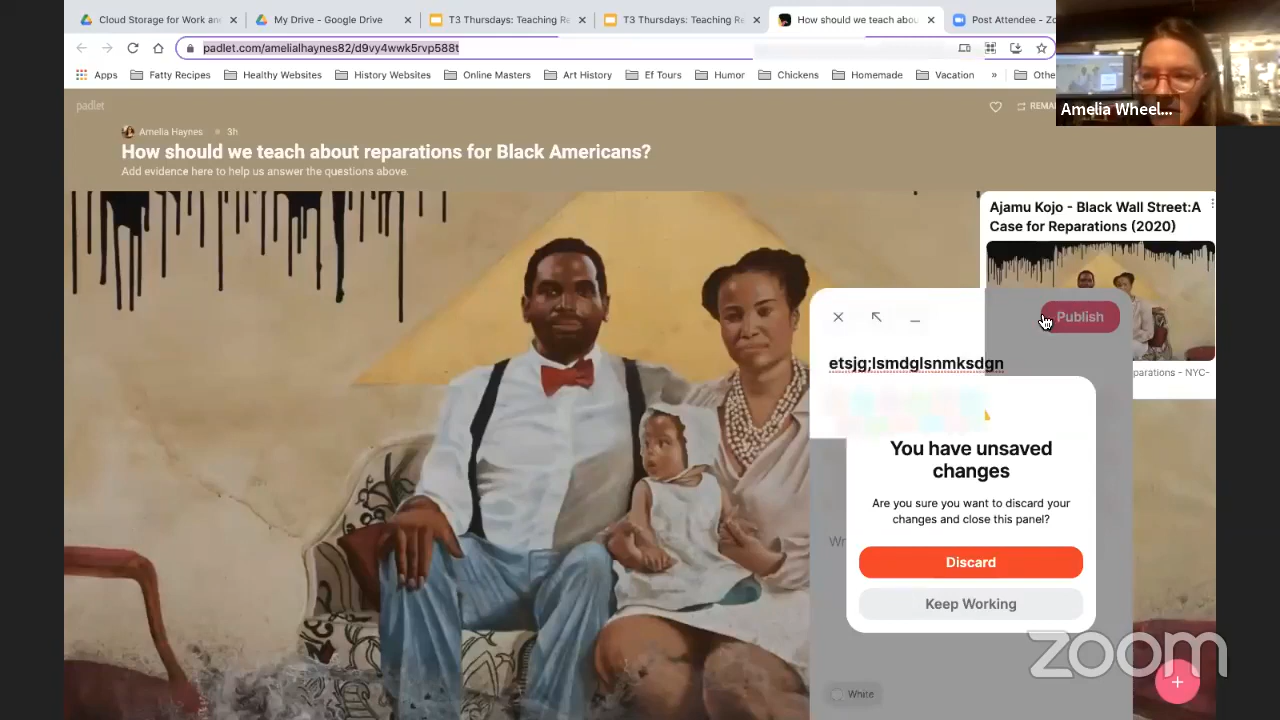 Cloud Storage for Work an
My Drive - Google Drive
T3 Thursdays: Teaching Re
T3 Thursdays: Teaching Re
How should we teach abou
Post Attendee - Zo
padlet.com/amelialhaynes82/d9vy4wwk5rvp588t
Apps
Fatty Recipes
Healthy Websites
History Websites
Online Masters
Art History
Ef Tours
Humor
Chickens
Homemade
Vacation
»
Othe
Amelia Wheel...
padlet
REMA
Amelia Haynes
3h
How should we teach about reparations for Black Americans?
Add evidence here to help us answer the questions above.
Ajamu Kojo - Black Wall Street:A
Case for Reparations (2020)
Publish
etsjg;lsmdglsnmksdgn
parations - NYC-
You have unsaved
changes
Are you sure you want to discard your
changes and close this panel?
Wr
Discard
Keep Working
White
zoom